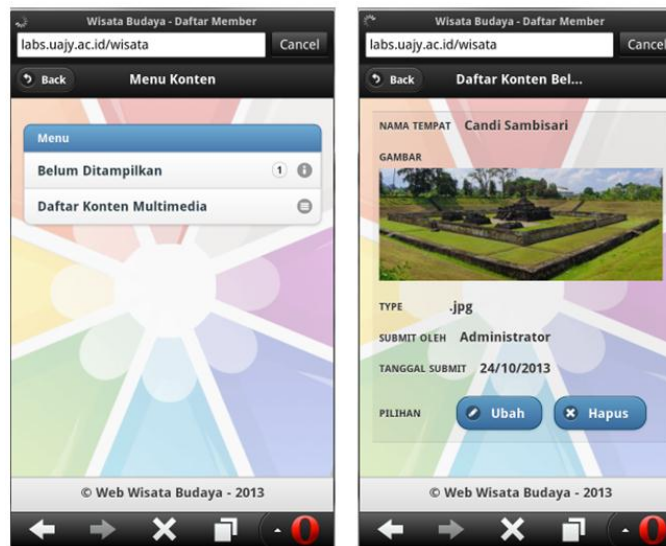 Wisata Budaya - Daftar Member
labs.uajy.ac.id/wisata
Cancel
Back
Menu Konten
Menu
Belum Ditampilkan 1
Daftar Konten Multimedia
© Web Wisata Budaya - 2013
Wisata Budaya - Daftar Member
labs.uajy.ac.id/wisata
Cancel
Back
Daftar Konten Bel...
NAMA TEMPAT Candi Sambisari
GAMBAR
TYPE .jpg
SUBMIT OLEH Administrator
TANGGAL SUBMIT 24/10/2013
PILIHAN Ubah Hapus
© Web Wisata Budaya - 2013